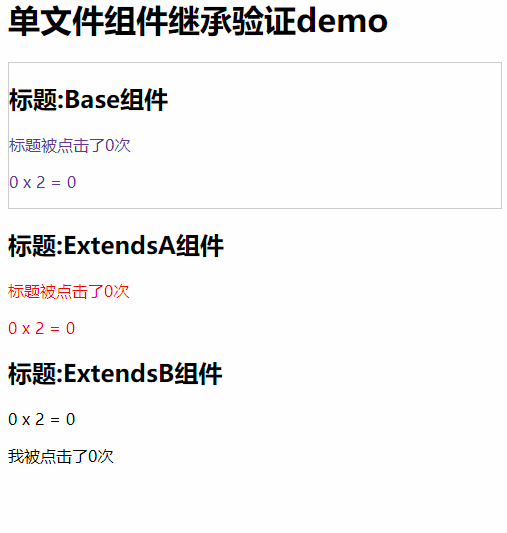 单文件组件继承验证demo
标题:Base组件
标题被点击了0次
0 x 2 = 0
标题:ExtendsA组件
标题被点击了0次
0 x 2 = 0
标题:ExtendsB组件
0 x 2 = 0
我被点击了0次